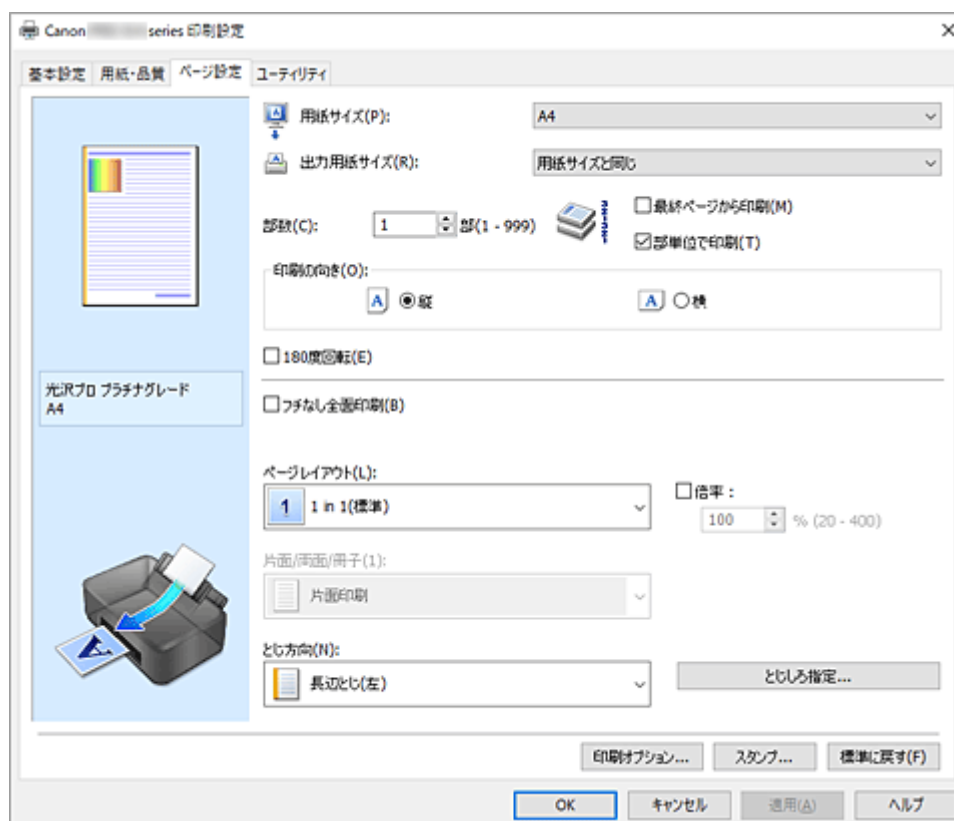 Canon series 印刷設定
基本設定 用紙・品質 ページ設定 ユーティリティ
用紙サイズ(P): A4
出力用紙サイズ(R): 用紙サイズと同じ
部数(C): 1 部(1 - 999)
最終ページから印刷(M)
部単位で印刷(T)
印刷の向き(O):
A 縦 A 横
180度回転(E)
光沢プロ プラチナグレード
A4
フチなし全面印刷(B)
ページレイアウト(L):
1 1 in 1(標準)
倍率:
100 % (20 - 400)
片面/両面/冊子(1):
片面印刷
とじ方向(N):
長辺とじ(左) とじしろ指定...
印刷オプション... スタンプ... 標準に戻す(F)
OK キャンセル 適用(A) ヘルプ